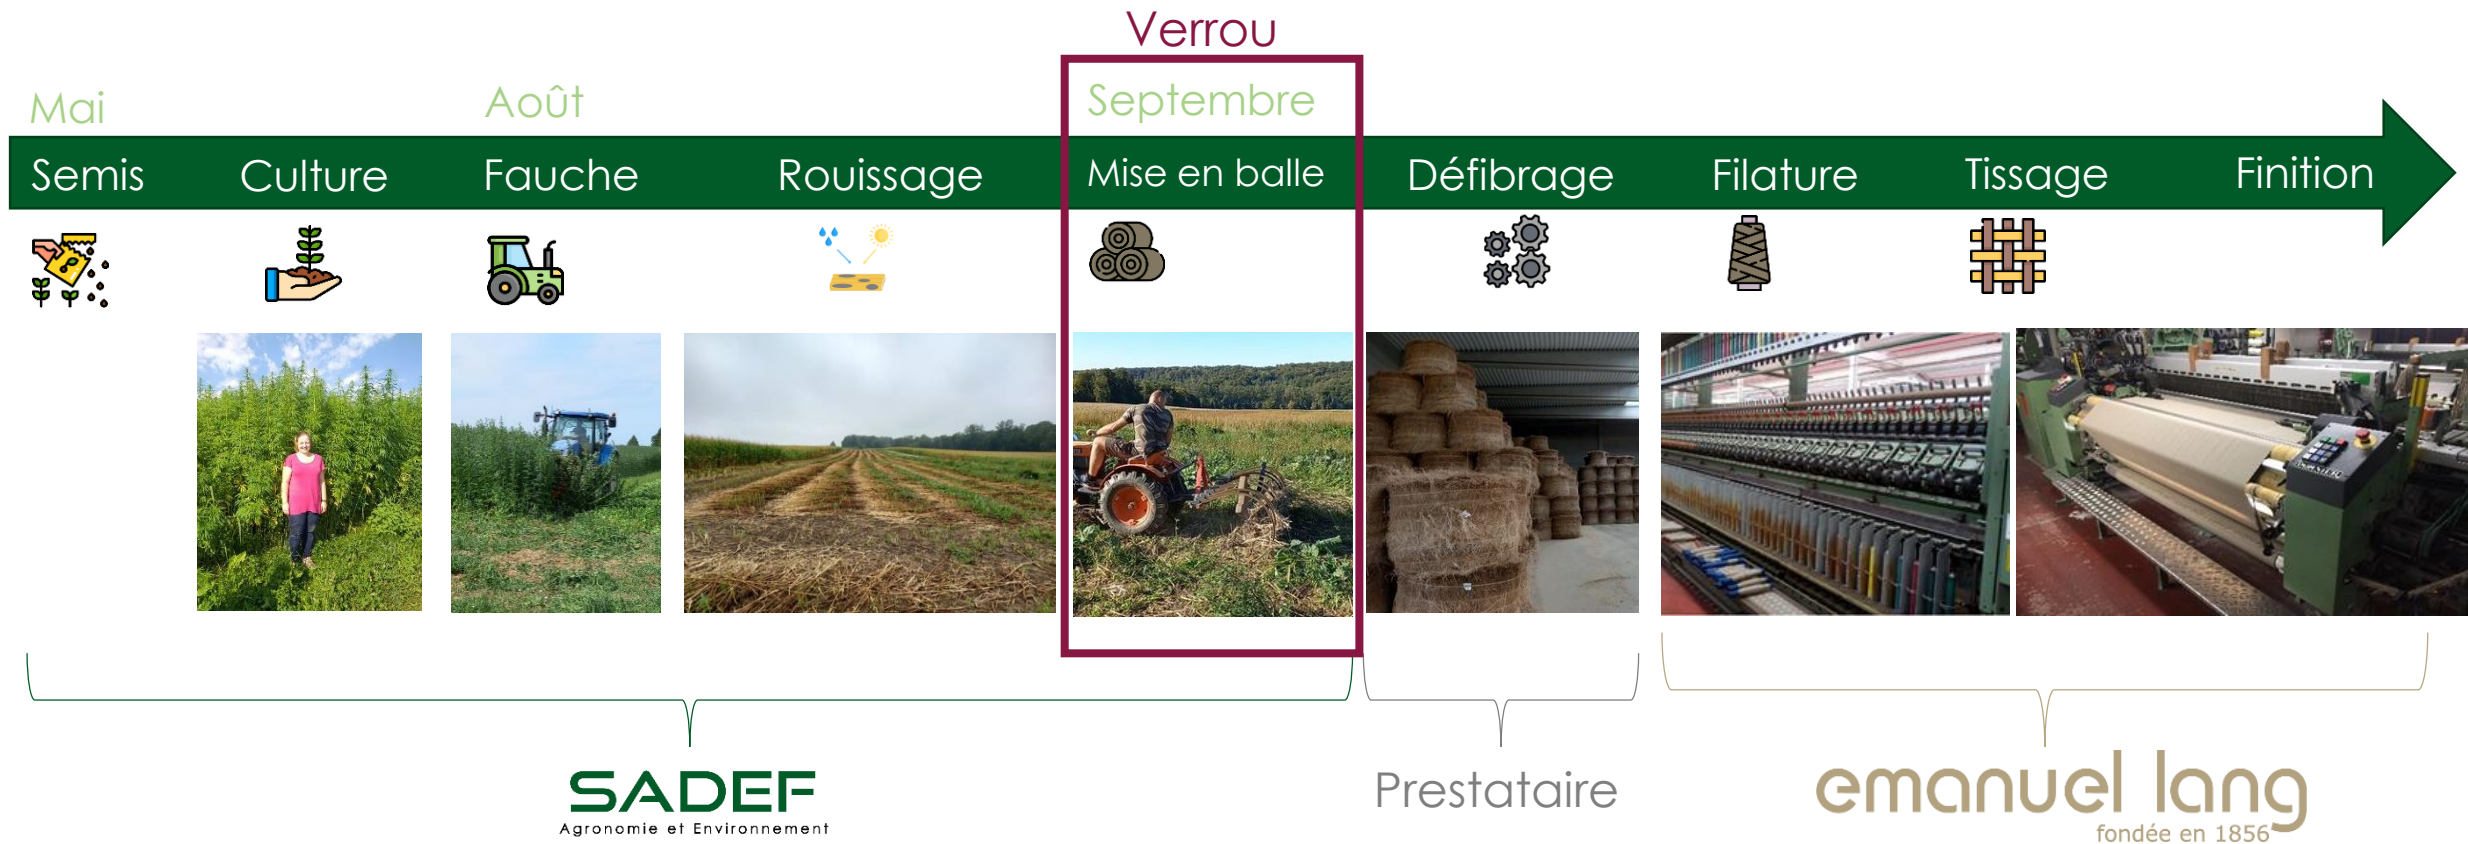 Verrou
Mai
Août
Septembre
Semis
Culture
Fauche
Rouissage
Mise en balle
Défibrage
Filature
Tissage
Finition
SADEF
Agronomie et Environnement
Prestataire
emanuel lang
fondée en 1856